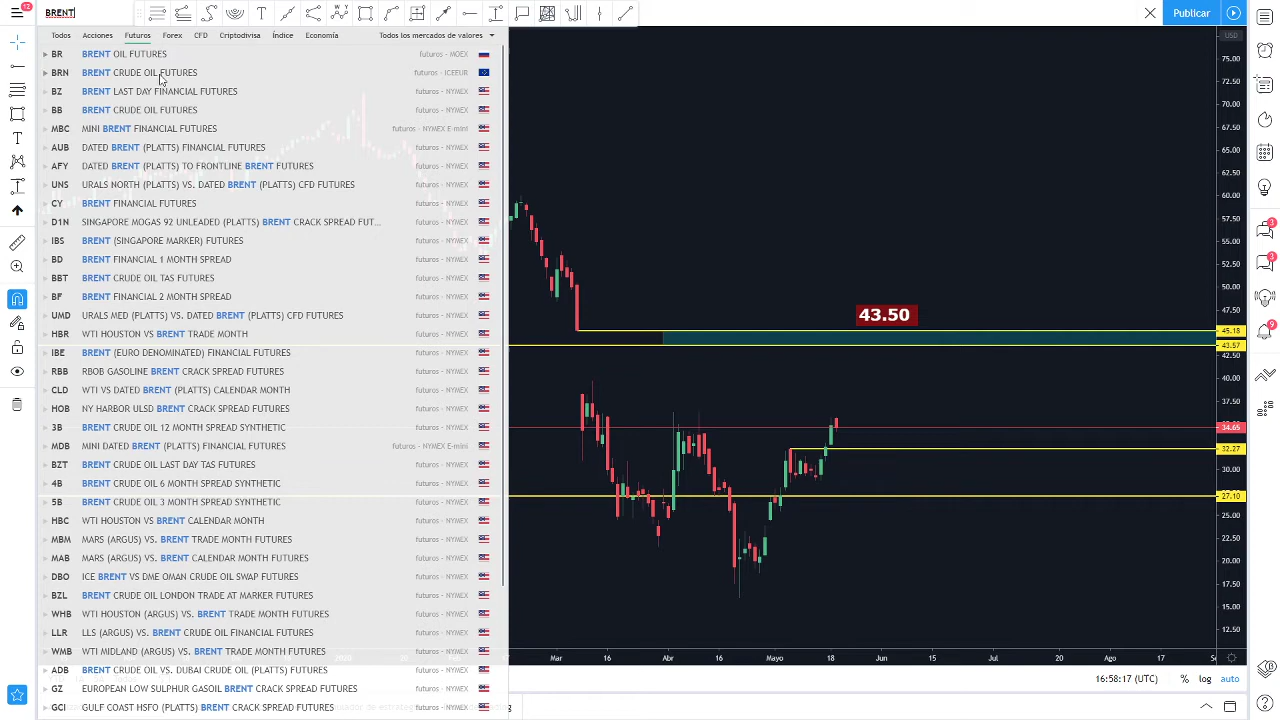 12
BRENT
Publicar
Todos Acciones Futuros Forex CFD Criptodivisa Índice Economía Todos los mercados de valores
BR BRENT OIL FUTURES futuros - MOEX
BRN BRENT CRUDE OIL FUTURES futuros - ICEEUR
BZ BRENT LAST DAY FINANCIAL FUTURES futuros - NYMEX
BB BRENT CRUDE OIL FUTURES futuros - NYMEX
MBC MINI BRENT FINANCIAL FUTURES futuros - NYMEX E-mini
AUB DATED BRENT (PLATTS) FINANCIAL FUTURES futuros - NYMEX
AFY DATED BRENT (PLATTS) TO FRONTLINE BRENT FUTURES futuros - NYMEX
UNS URALS NORTH (PLATTS) VS. DATED BRENT (PLATTS) CFD FUTURES futuros - NYMEX
CY BRENT FINANCIAL FUTURES futuros - NYMEX
D1N SINGAPORE MOGAS 92 UNLEADED (PLATTS) BRENT CRACK SPREAD FUT... futuros - NYMEX
IBS BRENT (SINGAPORE MARKER) FUTURES futuros - NYMEX
BD BRENT FINANCIAL 1 MONTH SPREAD futuros - NYMEX
BBT BRENT CRUDE OIL TAS FUTURES futuros - NYMEX
BF BRENT FINANCIAL 2 MONTH SPREAD futuros - NYMEX
UMD URALS MED (PLATTS) VS. DATED BRENT (PLATTS) CFD FUTURES futuros - NYMEX
HBR WTI HOUSTON VS BRENT TRADE MONTH futuros - NYMEX
IBE BRENT (EURO DENOMINATED) FINANCIAL FUTURES futuros - NYMEX
RBB RBOB GASOLINE BRENT CRACK SPREAD FUTURES futuros - NYMEX
CLD WTI VS DATED BRENT (PLATTS) CALENDAR MONTH futuros - NYMEX
HOB NY HARBOR ULSD BRENT CRACK SPREAD FUTURES futuros - NYMEX
3B BRENT CRUDE OIL 12 MONTH SPREAD SYNTHETIC futuros - NYMEX
MDB MINI DATED BRENT (PLATTS) FINANCIAL FUTURES futuros - NYMEX E-mini
BZT BRENT CRUDE OIL LAST DAY TAS FUTURES futuros - NYMEX
4B BRENT CRUDE OIL 6 MONTH SPREAD SYNTHETIC futuros - NYMEX
5B BRENT CRUDE OIL 3 MONTH SPREAD SYNTHETIC futuros - NYMEX
HBC WTI HOUSTON VS BRENT CALENDAR MONTH futuros - NYMEX
MBM MARS (ARGUS) VS. BRENT TRADE MONTH FUTURES futuros - NYMEX
MAB MARS (ARGUS) VS. BRENT CALENDAR MONTH FUTURES futuros - NYMEX
DBO ICE BRENT VS DME OMAN CRUDE OIL SWAP FUTURES futuros - NYMEX
BZL BRENT CRUDE OIL LONDON TRADE AT MARKER FUTURES futuros - NYMEX
WHB WTI HOUSTON (ARGUS) VS. BRENT TRADE MONTH FUTURES futuros - NYMEX
LLR LLS (ARGUS) VS. BRENT CRUDE OIL FINANCIAL FUTURES futuros - NYMEX
WMB WTI MIDLAND (ARGUS) VS. BRENT TRADE MONTH FUTURES futuros - NYMEX
ADB BRENT CRUDE OIL VS. DUBAI CRUDE OIL (PLATTS) FUTURES futuros - NYMEX
GZ EUROPEAN LOW SULPHUR GASOIL BRENT CRACK SPREAD FUTURES futuros - NYMEX
GCI GULF COAST HSFO (PLATTS) BRENT CRACK SPREAD FUTURES futuros - NYMEX
43.50
USD
75.00
72.50
70.00
67.50
65.00
62.50
60.00
57.50
55.00
52.50
50.00
47.50
45.18
43.57
42.50
40.00
37.50
34.65
32.27
30.00
27.10
25.00
22.50
20.00
17.50
15.00
12.50
Mar 16 Abr 16 Mayo 18 Jun 15 Jul 20 Ago 17
16:58:17 (UTC) % log auto
3
3
9